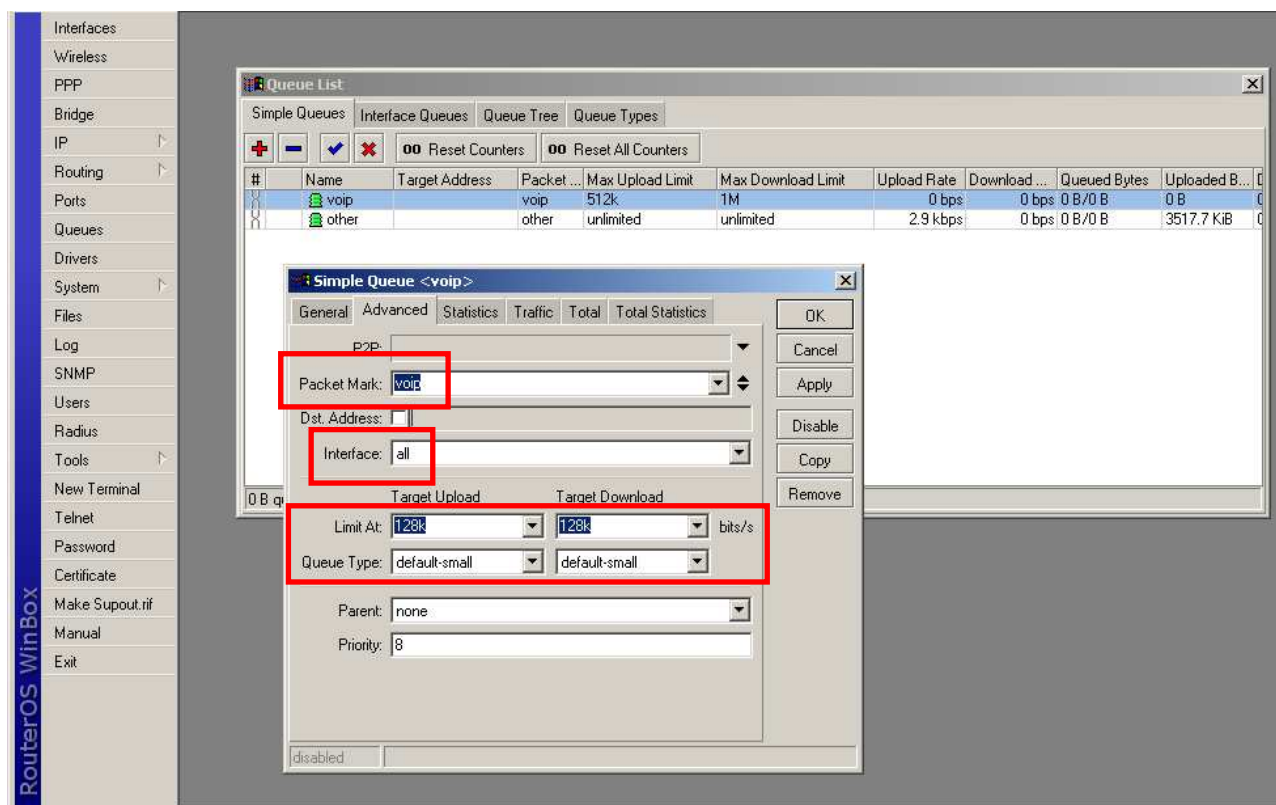 Interfaces
Wireless
PPP
Bridge
IP
Routing
Ports
Queues
Drivers
System
Files
Log
SNMP
Users
Radius
Tools
New Terminal
Telnet
Password
Certificate
Make Supout.rif
Manual
Exit
RouterOS WinBox
Queue List
Simple Queues Interface Queues Queue Tree Queue Types
00 Reset Counters 00 Reset All Counters
# Name Target Address Packet ... Max Upload Limit Max Download Limit Upload Rate Download ... Queued Bytes Uploaded B...
voip voip 512k 1M 0 bps 0 bps 0 B/0 B 0 B
other other unlimited unlimited 2.9 kbps 0 bps 0 B/0 B 3517.7 KiB
0 B
Simple Queue <voip>
General Advanced Statistics Traffic Total Total Statistics
P2P:
Packet Mark: voip
Dst. Address:
Interface: all
Target Upload Target Download
Limit At: 128k 128k bits/s
Queue Type: default-small default-small
Parent: none
Priority: 8
disabled
OK
Cancel
Apply
Disable
Copy
Remove